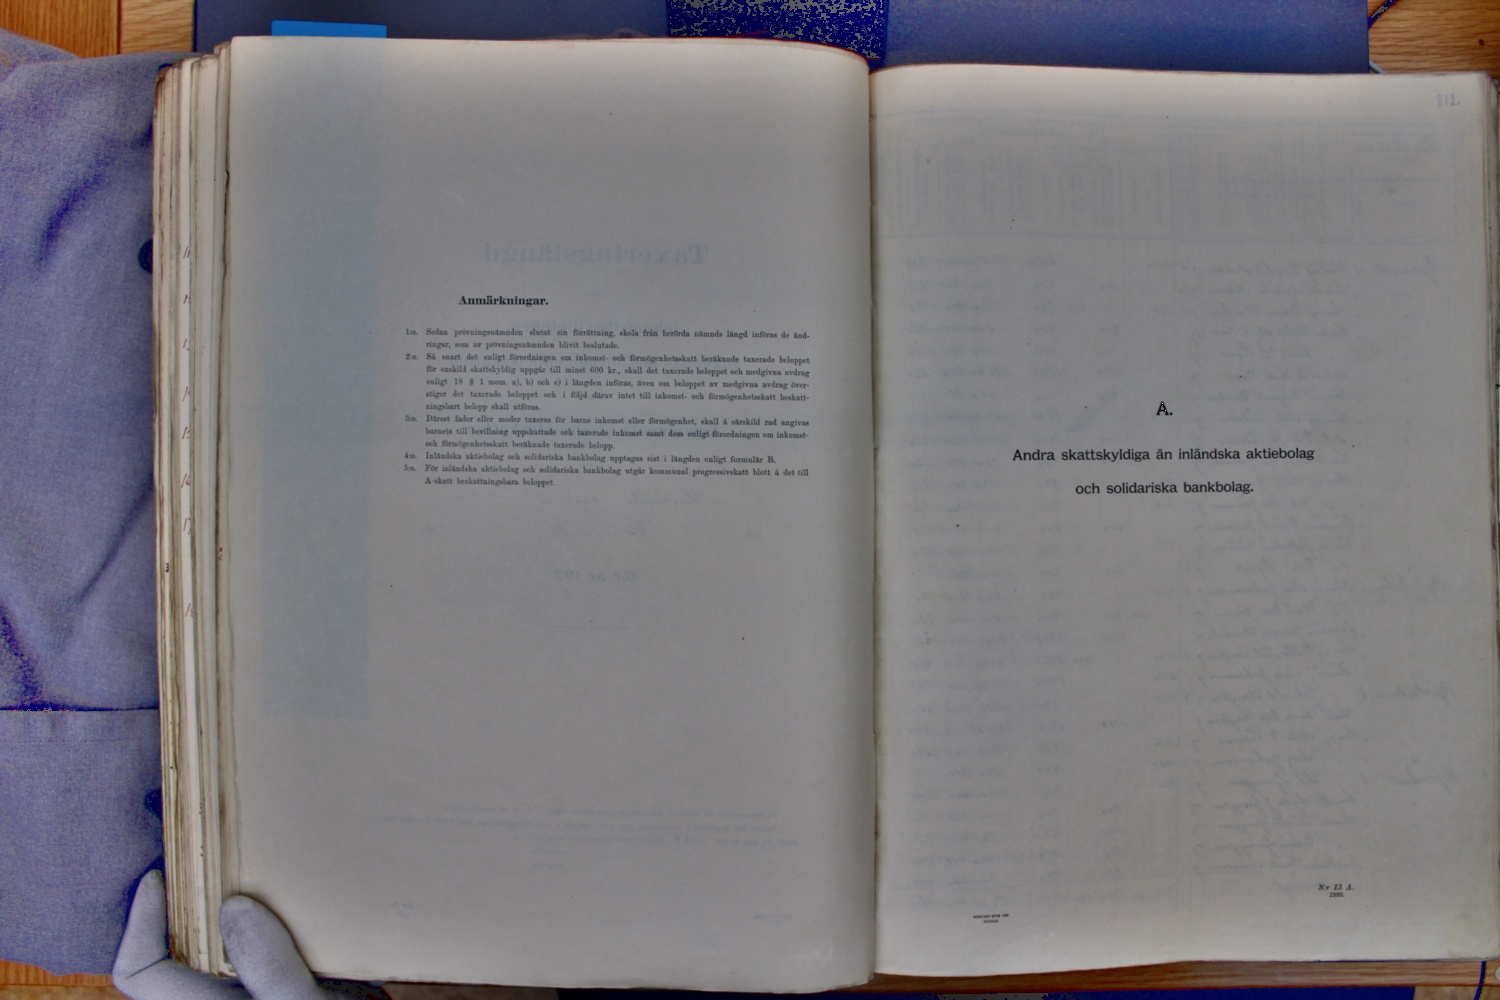 Anmärkningar.
1:o. Sedan prövningsnämnden slutat sin förrättning, skola från berörda nämnds längd införas de änd-
ringar, som av prövningsnämnden blivit beslutade.
2:o. Så snart det enligt förordningen om inkomst- och förmögenhetsskatt beräknade taxerade beloppet
för enskild skattskyldig uppgår till minst 600 kr., skall det taxerade beloppet och medgivna avdrag
enligt 18 § 1 mom. a), b) och c) i längden införas, även om beloppet av medgivna avdrag över-
stiger det taxerade beloppet och i följd därav intet till inkomst- och förmögenhetsskatt beskatt-
ningsbart belopp skall utföras.
3:o. Därest fader eller moder taxeras för barns inkomst eller förmögenhet, skall å särskild rad angivas
barnets till bevillning uppskattade och taxerade inkomst samt dess enligt förordningen om inkomst-
och förmögenhetsskatt beräknade taxerade belopp.
4:o. Inländska aktiebolag och solidariska bankbolag upptagas sist i längden enligt formulär B.
5:o. För inländska aktiebolag och solidariska bankbolag utgår kommunal progressivskatt blott å det till
A-skatt beskattningsbara beloppet.
812
A.
Andra skattskyldiga än inländska aktiebolag
och solidariska bankbolag.
N:r 13 A.
1920.